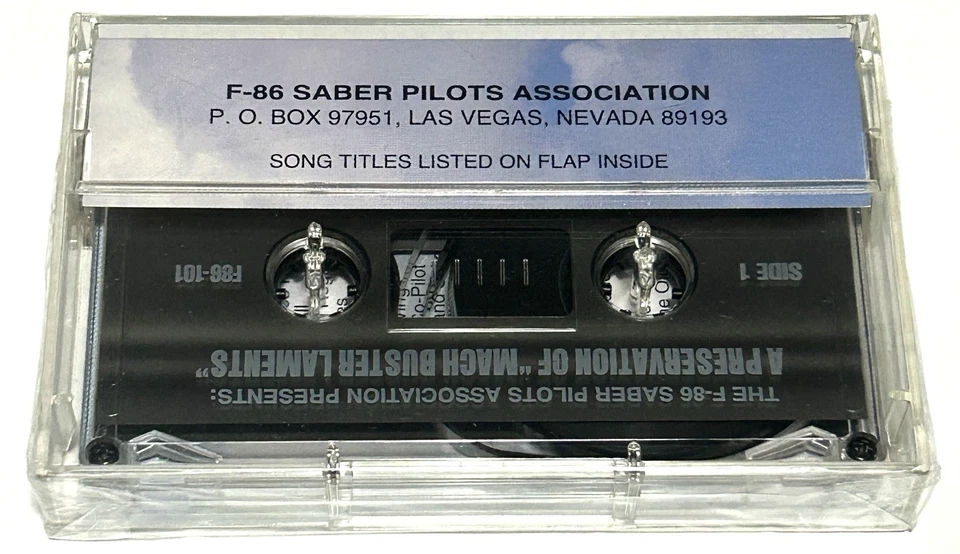 F-86 SABER PILOTS ASSOCIATION
P. O. BOX 97951, LAS VEGAS, NEVADA 89193
SONG TITLES LISTED ON FLAP INSIDE
THE F-86 SABER PILOTS ASSOCIATION PRESENTS:
A PRESERVATION OF "MACH BUSTER LAMENTS"
SIDE 1
F86-101
o-Pilot